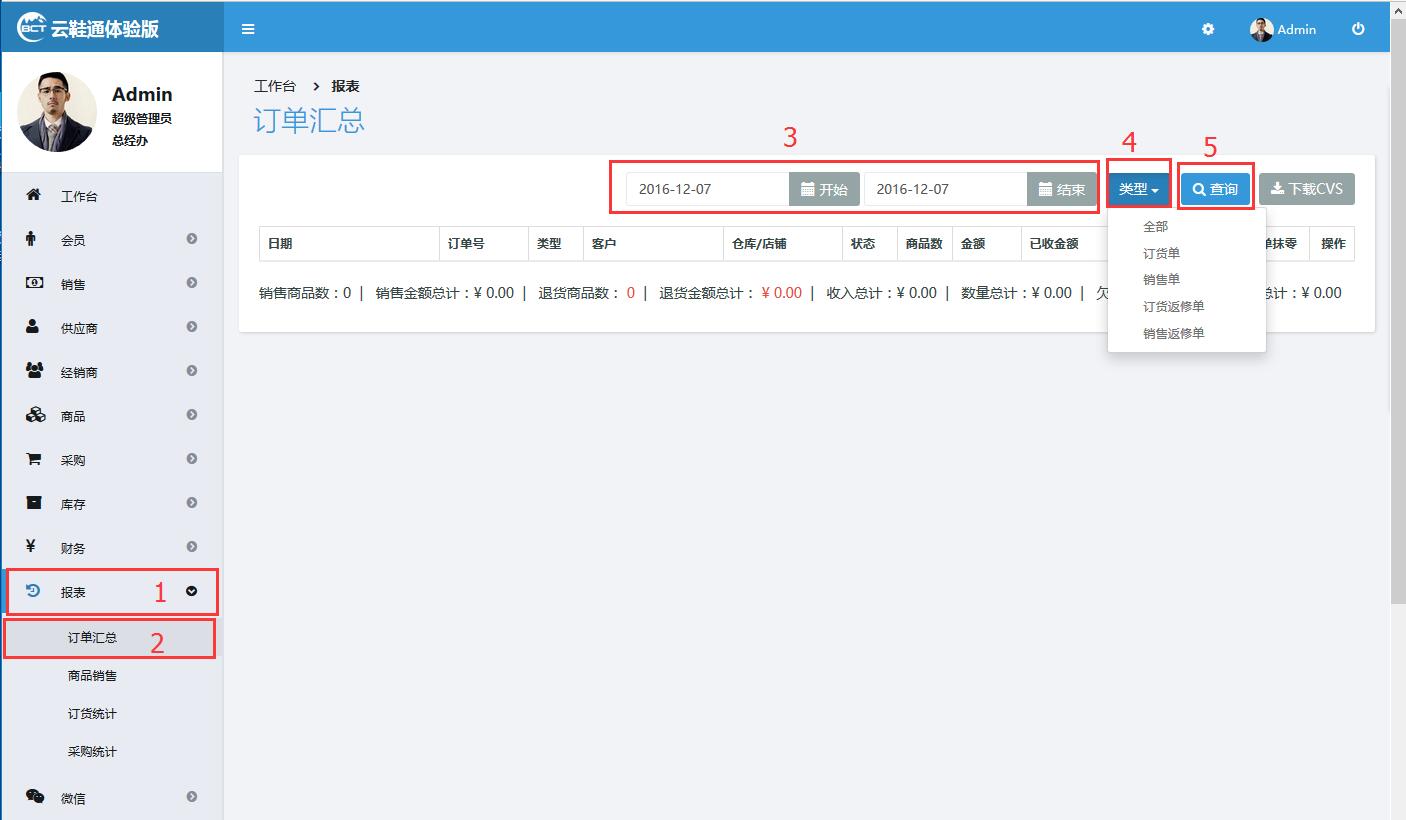 BCT 云鞋通体验版
Admin
Admin
超级管理员
总经办
工作台
会员
销售
供应商
经销商
商品
采购
库存
财务
报表 1
订单汇总 2
商品销售
订货统计
采购统计
微信
工作台 > 报表
订单汇总
3 4 5
2016-12-07 开始 2016-12-07 结束 类型 查询 下载CVS
全部
订货单
销售单
订货返修单
销售返修单
日期 订单号 类型 客户 仓库/店铺 状态 商品数 金额 已收金额 单抹零 操作
销售商品数：0 | 销售金额总计：¥ 0.00 | 退货商品数： 0 | 退货金额总计： ¥ 0.00 | 收入总计：¥ 0.00 | 数量总计：¥ 0.00 | 欠 总计：¥ 0.00